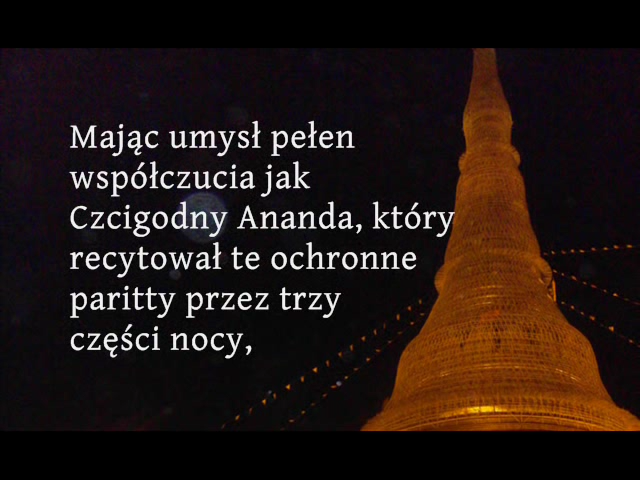 Mając umysł pełen
współczucia jak
Czcigodny Ananda, który
recytował te ochronne
paritty przez trzy
części nocy,